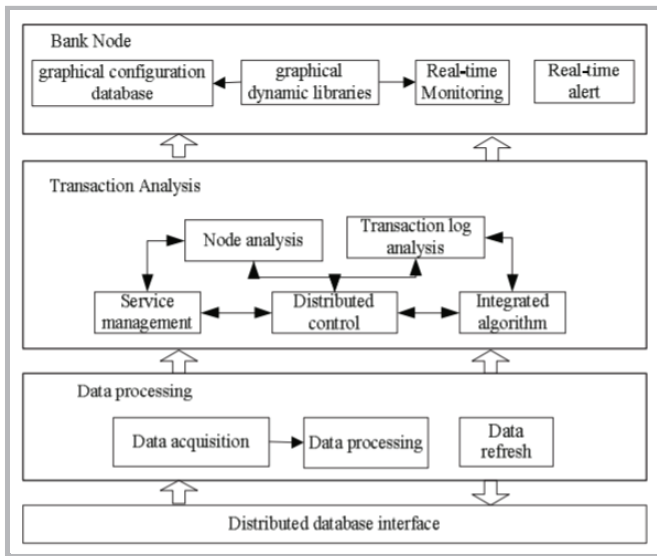 Bank Node
graphical configuration
database
graphical
dynamic libraries
Real-time
Monitoring
Real-time
alert
Transaction Analysis
Node analysis
Transaction log
analysis
Service
management
Distributed
control
Integrated
algorithm
Data processing
Data acquisition
Data processing
Data
refresh
Distributed database interface